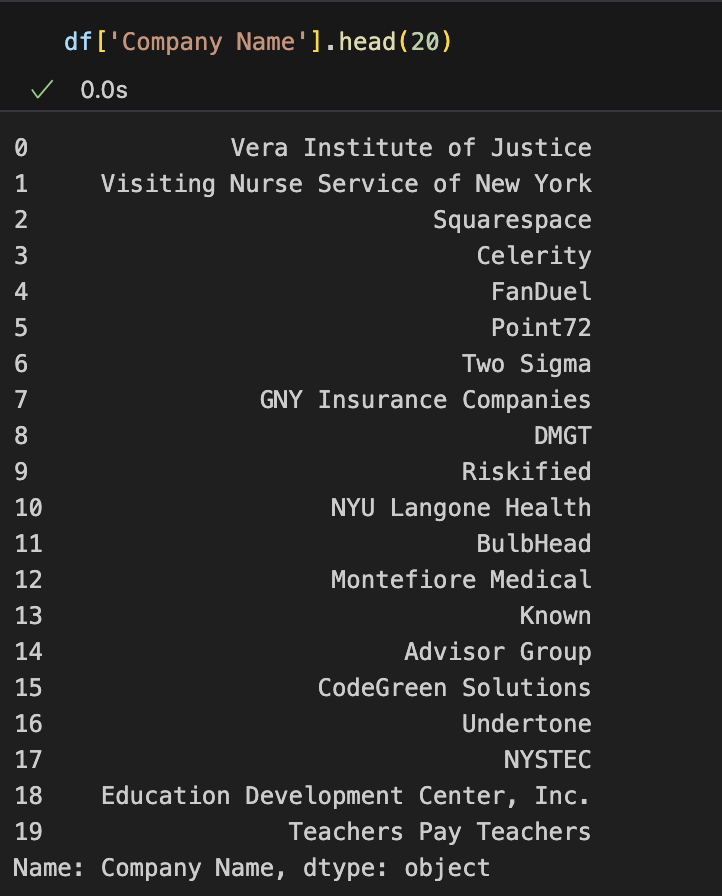 df['Company Name'].head(20)
0.0s
0 Vera Institute of Justice
1 Visiting Nurse Service of New York
2 Squarespace
3 Celerity
4 FanDuel
5 Point72
6 Two Sigma
7 GNY Insurance Companies
8 DMGT
9 Riskified
10 NYU Langone Health
11 BulbHead
12 Montefiore Medical
13 Known
14 Advisor Group
15 CodeGreen Solutions
16 Undertone
17 NYSTEC
18 Education Development Center, Inc.
19 Teachers Pay Teachers
Name: Company Name, dtype: object